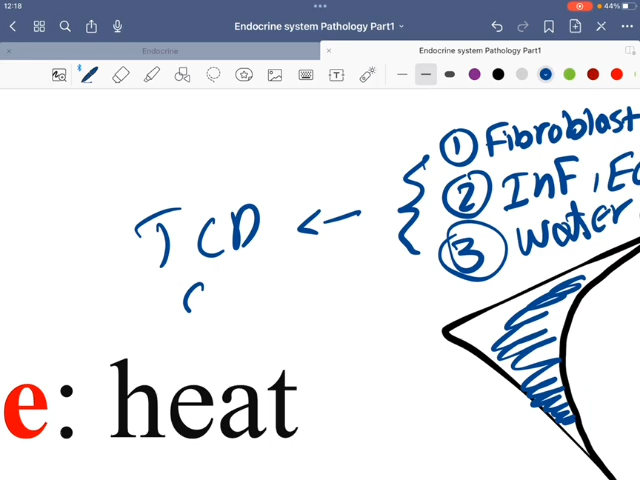 12:18
44%
Endocrine system Pathology Part1
Endocrine
Endocrine system Pathology Part1
① Fibroblast
② Inf, Ec
③ Water
TCD ←
e: heat